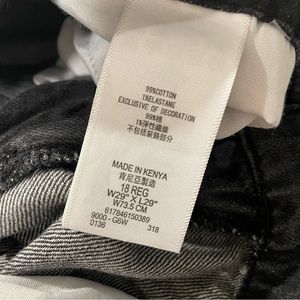 99%COTTON
1%ELASTANE
EXCLUSIVE OF DECORATION
99%棉
1%彈性纖維
不包括裝飾部分
MADE IN KENYA
肯尼亞製造
18 REG
W29" X L29"
W73.5 CM
617846150389
9000 - G6W
0136 318